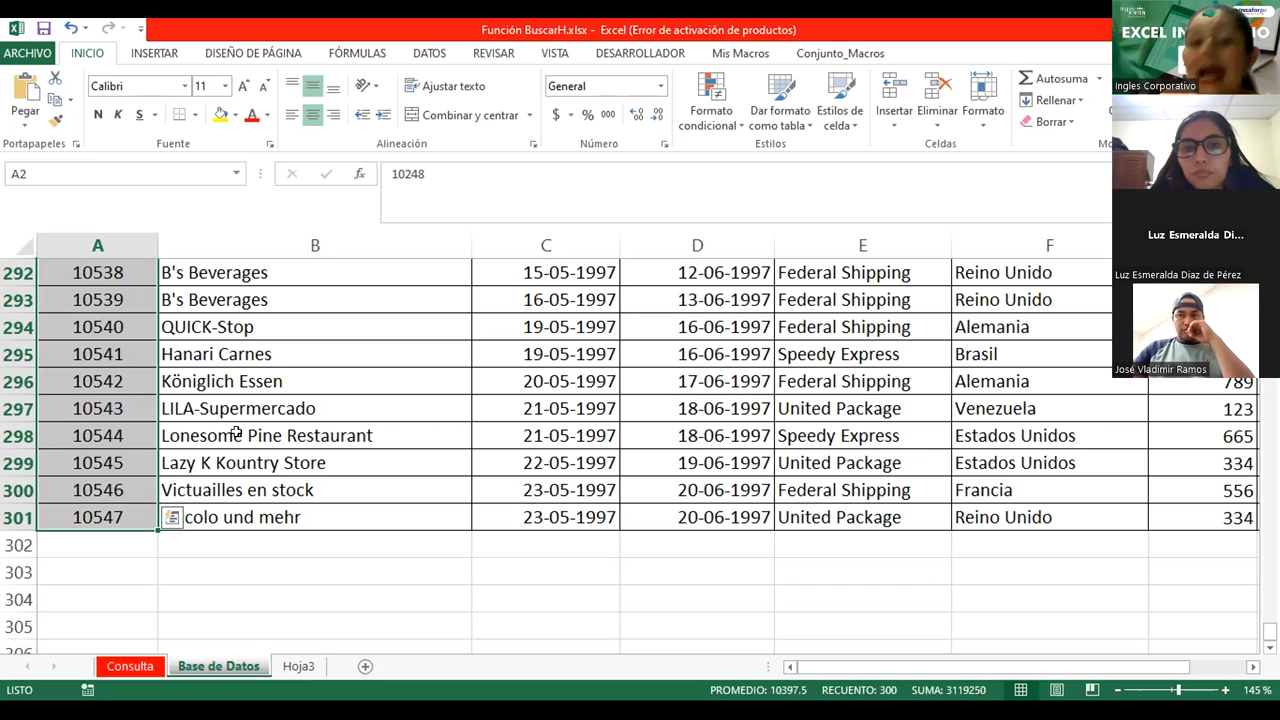 Función BuscarH.xlsx - Excel (Error de activación de productos)
ARCHIVO INICIO INSERTAR DISEÑO DE PÁGINA FÓRMULAS DATOS REVISAR VISTA DESARROLLADOR Mis Macros Conjunto_Macros
Calibri 11 Ajustar texto General Autosuma
Pegar Formato condicional Dar formato como tabla Estilos de celda Insertar Eliminar Formato Rellenar
N K S A Combinar y centrar $ % 000 Borrar
Portapapeles Fuente Alineación Número Estilos Celdas
A2 fx 10248
A B C D E F
292 10538 B's Beverages 15-05-1997 12-06-1997 Federal Shipping Reino Unido
293 10539 B's Beverages 16-05-1997 13-06-1997 Federal Shipping Reino Unido
294 10540 QUICK-Stop 19-05-1997 16-06-1997 Federal Shipping Alemania
295 10541 Hanari Carnes 19-05-1997 16-06-1997 Speedy Express Brasil
296 10542 Königlich Essen 20-05-1997 17-06-1997 Federal Shipping Alemania 789
297 10543 LILA-Supermercado 21-05-1997 18-06-1997 United Package Venezuela 123
298 10544 Lonesome Pine Restaurant 21-05-1997 18-06-1997 Speedy Express Estados Unidos 665
299 10545 Lazy K Kountry Store 22-05-1997 19-06-1997 United Package Estados Unidos 334
300 10546 Victuailles en stock 23-05-1997 20-06-1997 Federal Shipping Francia 556
301 10547 colo und mehr 23-05-1997 20-06-1997 United Package Reino Unido 334
302
303
304
305
Consulta Base de Datos Hoja3
LISTO PROMEDIO: 10397.5 RECUENTO: 300 SUMA: 3119250 145 %
EXCEL IN
Ingles Corporativo
Luz Esmeralda Di...
Luz Esmeralda Diaz de Pérez
José Vladimir Ramos